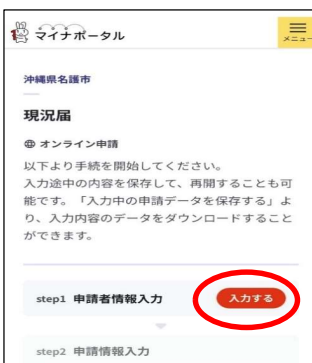 マイナポータル
メニュー
沖縄県名護市
現況届
オンライン申請
以下より手続を開始してください。
入力途中の内容を保存して、再開することも可
能です。「入力中の申請データを保存する」よ
り、入力内容のデータをダウンロードすること
ができます。
step1 申請者情報入力
入力する
step2 申請情報入力